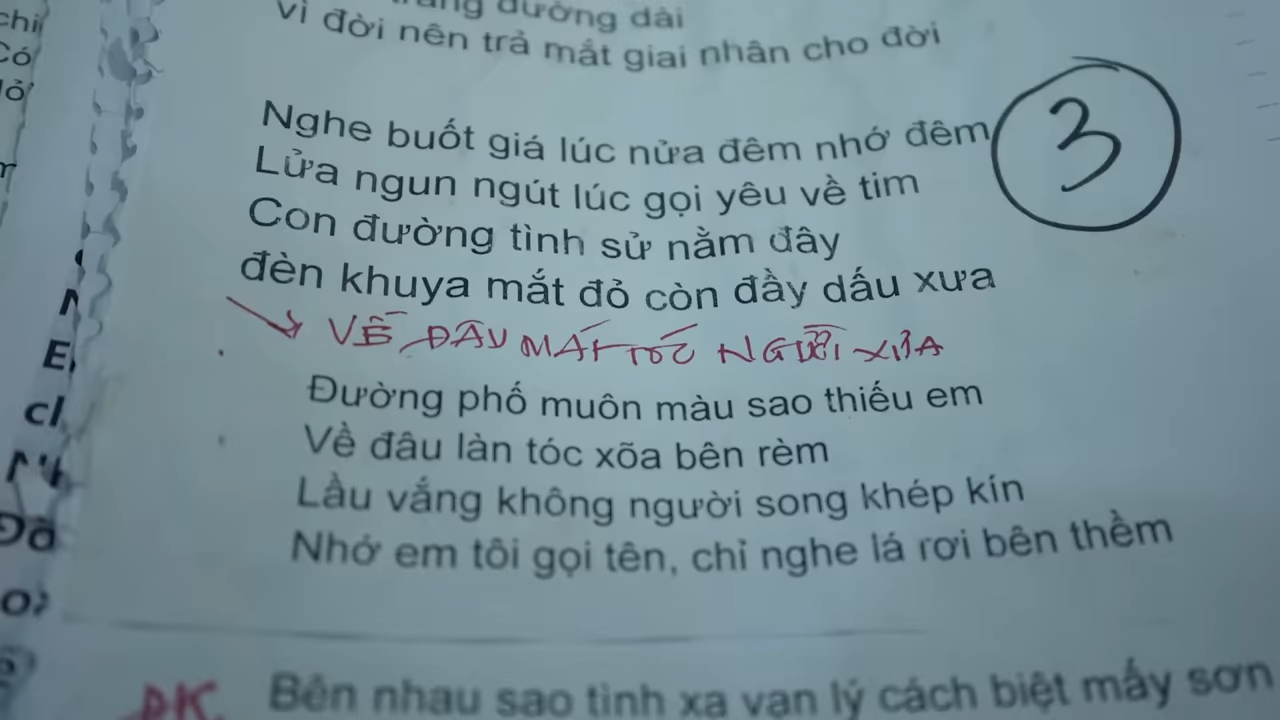 đường dài
vì đời nên trả mắt giai nhân cho đời
3
Nghe buốt giá lúc nửa đêm nhớ đêm
Lửa ngun ngút lúc gọi yêu về tim
Con đường tình sử nằm đây
đèn khuya mắt đỏ còn đầy dấu xưa
VỀ ĐÂU MÁI TÓC NGƯỜI XƯA
Đường phố muôn màu sao thiếu em
Về đâu làn tóc xõa bên rèm
Lầu vắng không người song khép kín
Nhớ em tôi gọi tên, chỉ nghe lá rơi bên thềm
ĐK Bên nhau sao tình xa vạn lý cách biệt mấy sơn